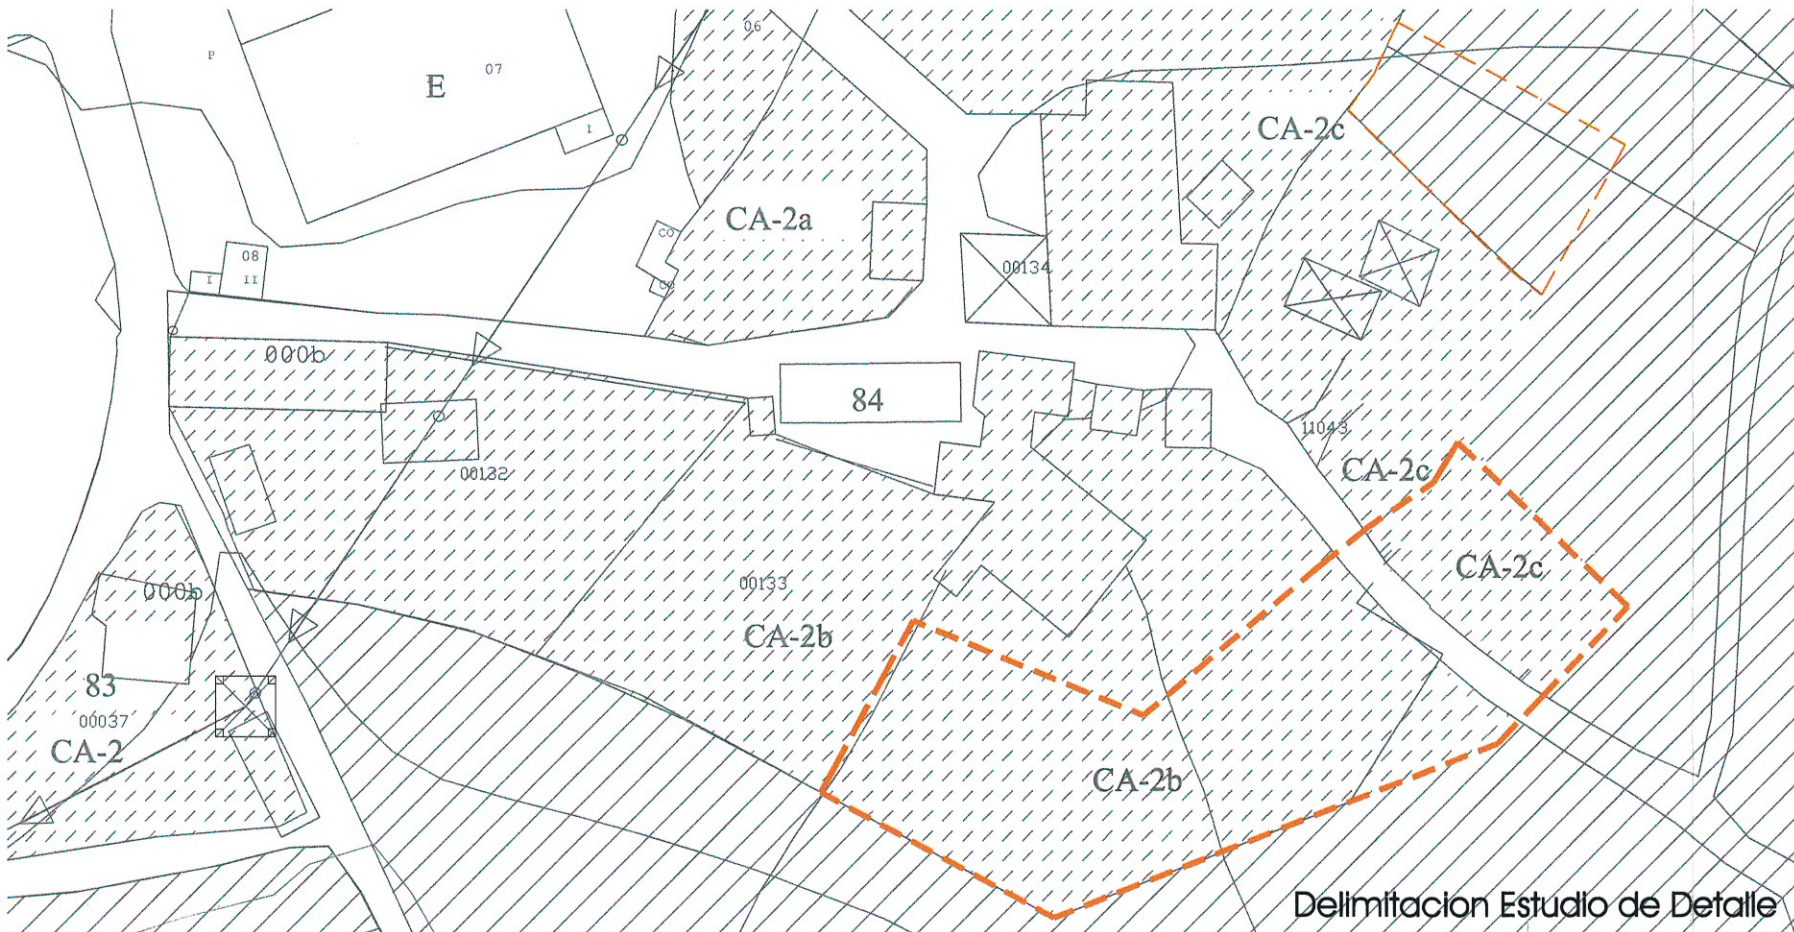 06
P
07
E
I
CA-2c
CA-2a
CO
08
I
II
00134
CO
000b
84
11043
CA-2c
00132
CA-2c
00133
000b
CA-2b
83
00037
CA-2
CA-2b
Delimitacion Estudio de Detalle